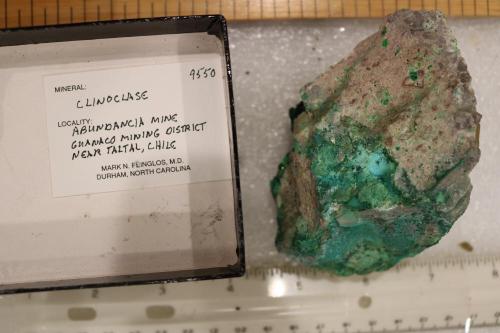 9550
MINERAL:
CLINOCLASE
LOCALITY:
ABUNDANCIA MINE
GUANACO MINING DISTRICT
NEAR TALTAL, CHILE
MARK N. FEINGLOS, M.D.
DURHAM, NORTH CAROLINA